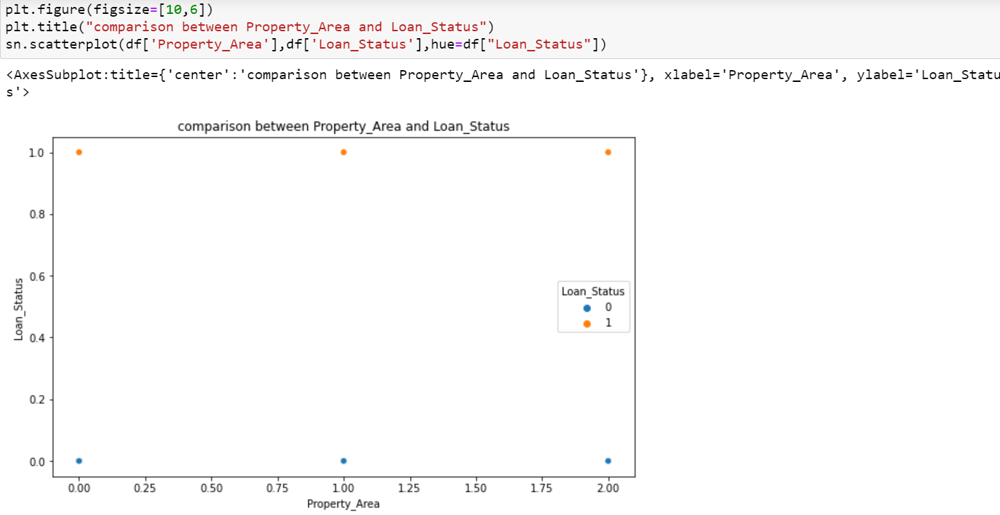 plt.figure(figsize=[10,6])
plt.title("comparison between Property_Area and Loan_Status")
sn.scatterplot(df['Property_Area'],df['Loan_Status'],hue=df["Loan_Status"])
<AxesSubplot:title={'center':'comparison between Property_Area and Loan_Status'}, xlabel='Property_Area', ylabel='Loan_Statu
s'>
comparison between Property_Area and Loan_Status
1.0
0.8
0.6
0.4
0.2
0.0
Loan_Status
Loan_Status
0
1
0.00 0.25 0.50 0.75 1.00 1.25 1.50 1.75 2.00
Property_Area